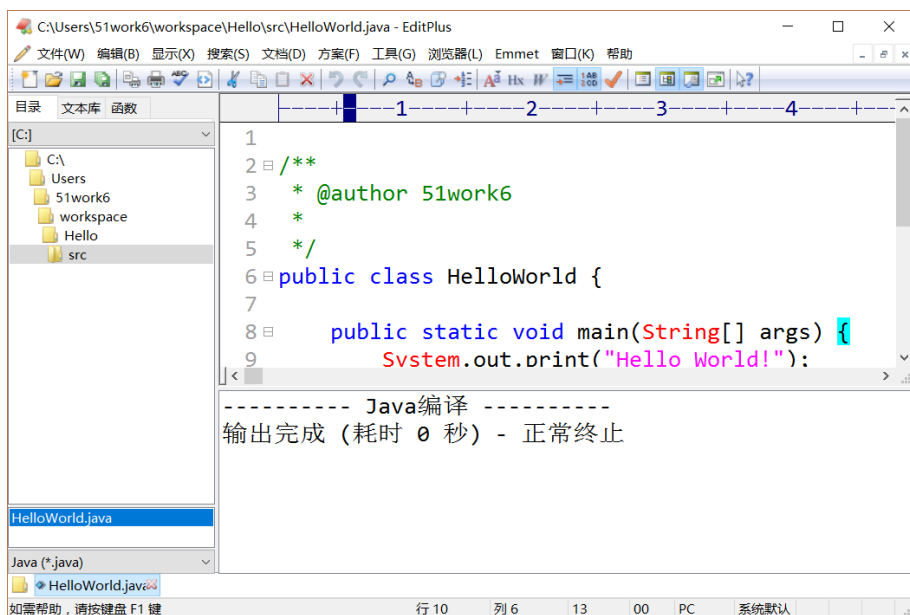 C:\Users\51work6\workspace\Hello\src\HelloWorld.java - EditPlus
文件(W) 编辑(B) 显示(X) 搜索(S) 文档(D) 方案(F) 工具(G) 浏览器(L) Emmet 窗口(K) 帮助
目录 文本库 函数
[C:]
C:\
Users
51work6
workspace
Hello
src
HelloWorld.java
Java (*.java)
----+----1----+----2----+----3----+----4----+--
1
2 /**
3 * @author 51work6
4 *
5 */
6 public class HelloWorld {
7
8 public static void main(String[] args) {
9 System.out.print("Hello World!");
---------- Java编译 ----------
输出完成 (耗时 0 秒) - 正常终止
HelloWorld.java
如需帮助，请按键盘 F1 键 行 10 列 6 13 00 PC 系统默认